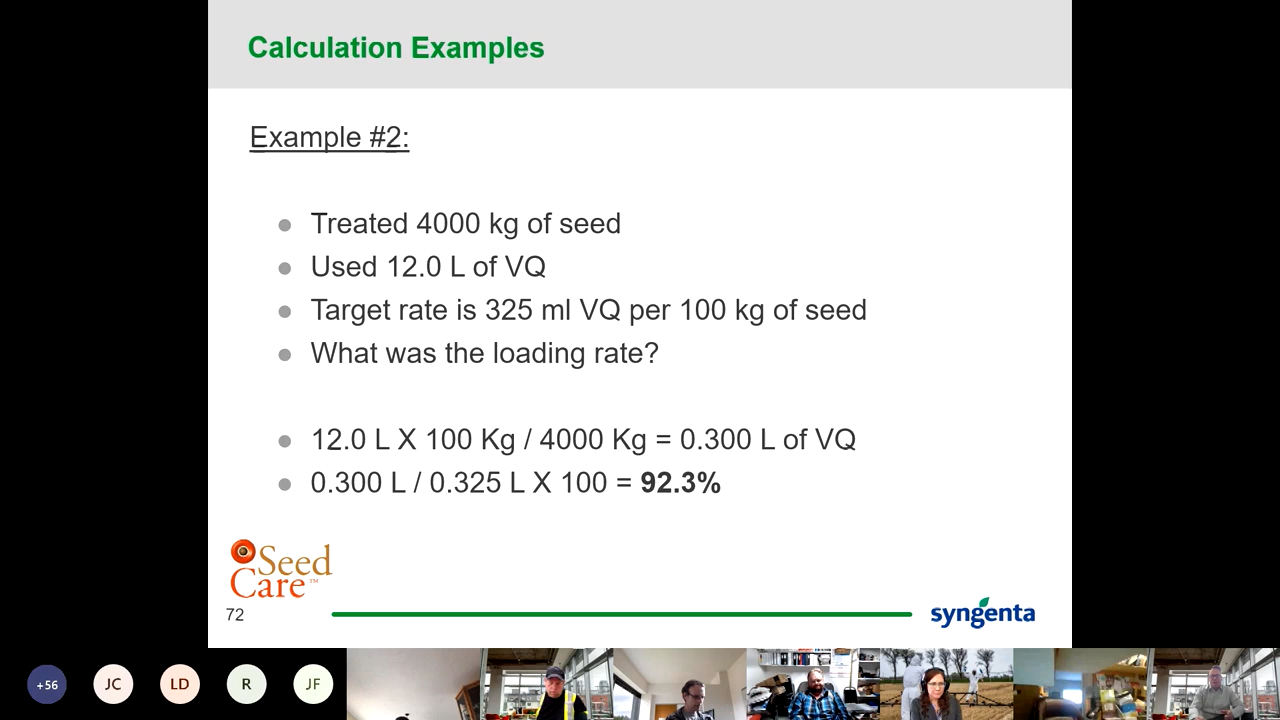 Calculation Examples
Example #2:
Treated 4000 kg of seed
Used 12.0 L of VQ
Target rate is 325 ml VQ per 100 kg of seed
What was the loading rate?
12.0 L X 100 Kg / 4000 Kg = 0.300 L of VQ
0.300 L / 0.325 L X 100 = 92.3%
Seed
Care™
72
syngenta
+56 JC LD R JF